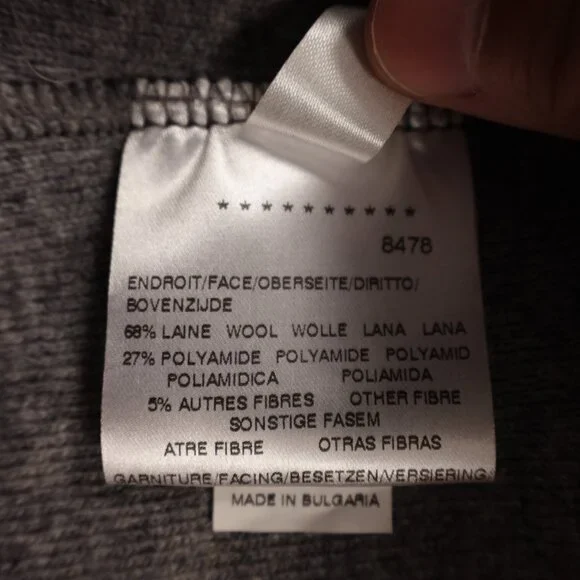 ★ ★ ★ ★ ★ ★ ★ ★ ★ ★
8478
ENDROIT/FACE/OBERSEITE/DIRITTO/
BOVENZIJDE
68% LAINE WOOL WOLLE LANA LANA
27% POLYAMIDE POLYAMIDE POLYAMID
POLIAMIDICA POLIAMIDA
5% AUTRES FIBRES OTHER FIBRE
SONSTIGE FASEM
ATRE FIBRE OTRAS FIBRAS
GARNITURE/FACING/BESETZEN/VERSIERING
MADE IN BULGARIA